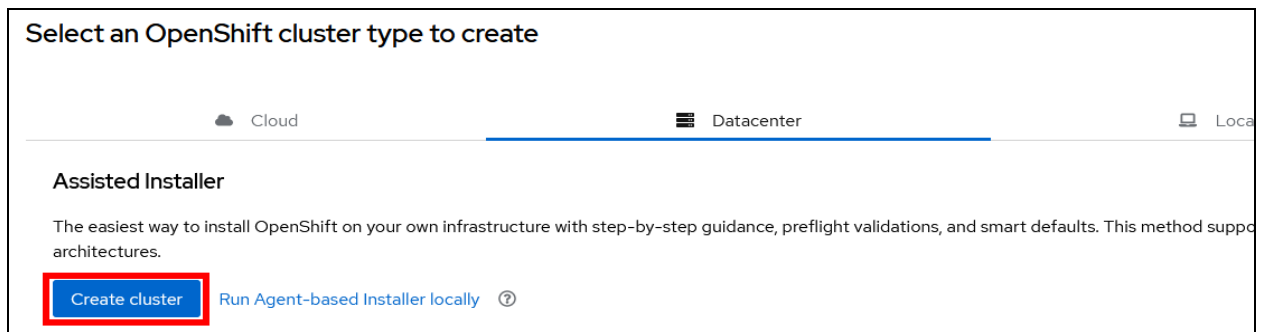 Select an OpenShift cluster type to create
Cloud Datacenter Loca
Assisted Installer
The easiest way to install OpenShift on your own infrastructure with step-by-step guidance, preflight validations, and smart defaults. This method suppo
architectures.
Create cluster Run Agent-based Installer locally